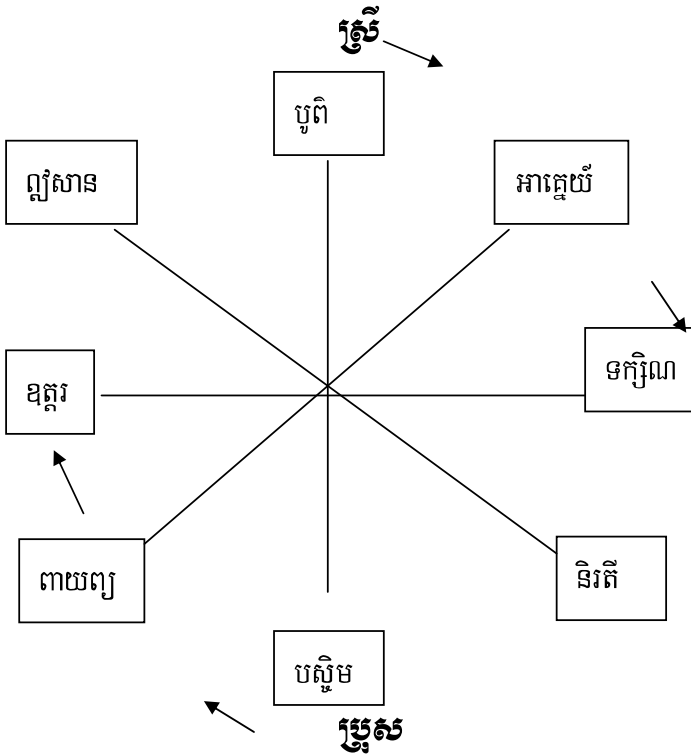 ស្រី
បូពិ
ឦសាន
អាគ្នេយ៍
ឧត្តរ
ទក្សិណ
ពាយព្យ
និរតី
បស្ចិម
ប្រុស